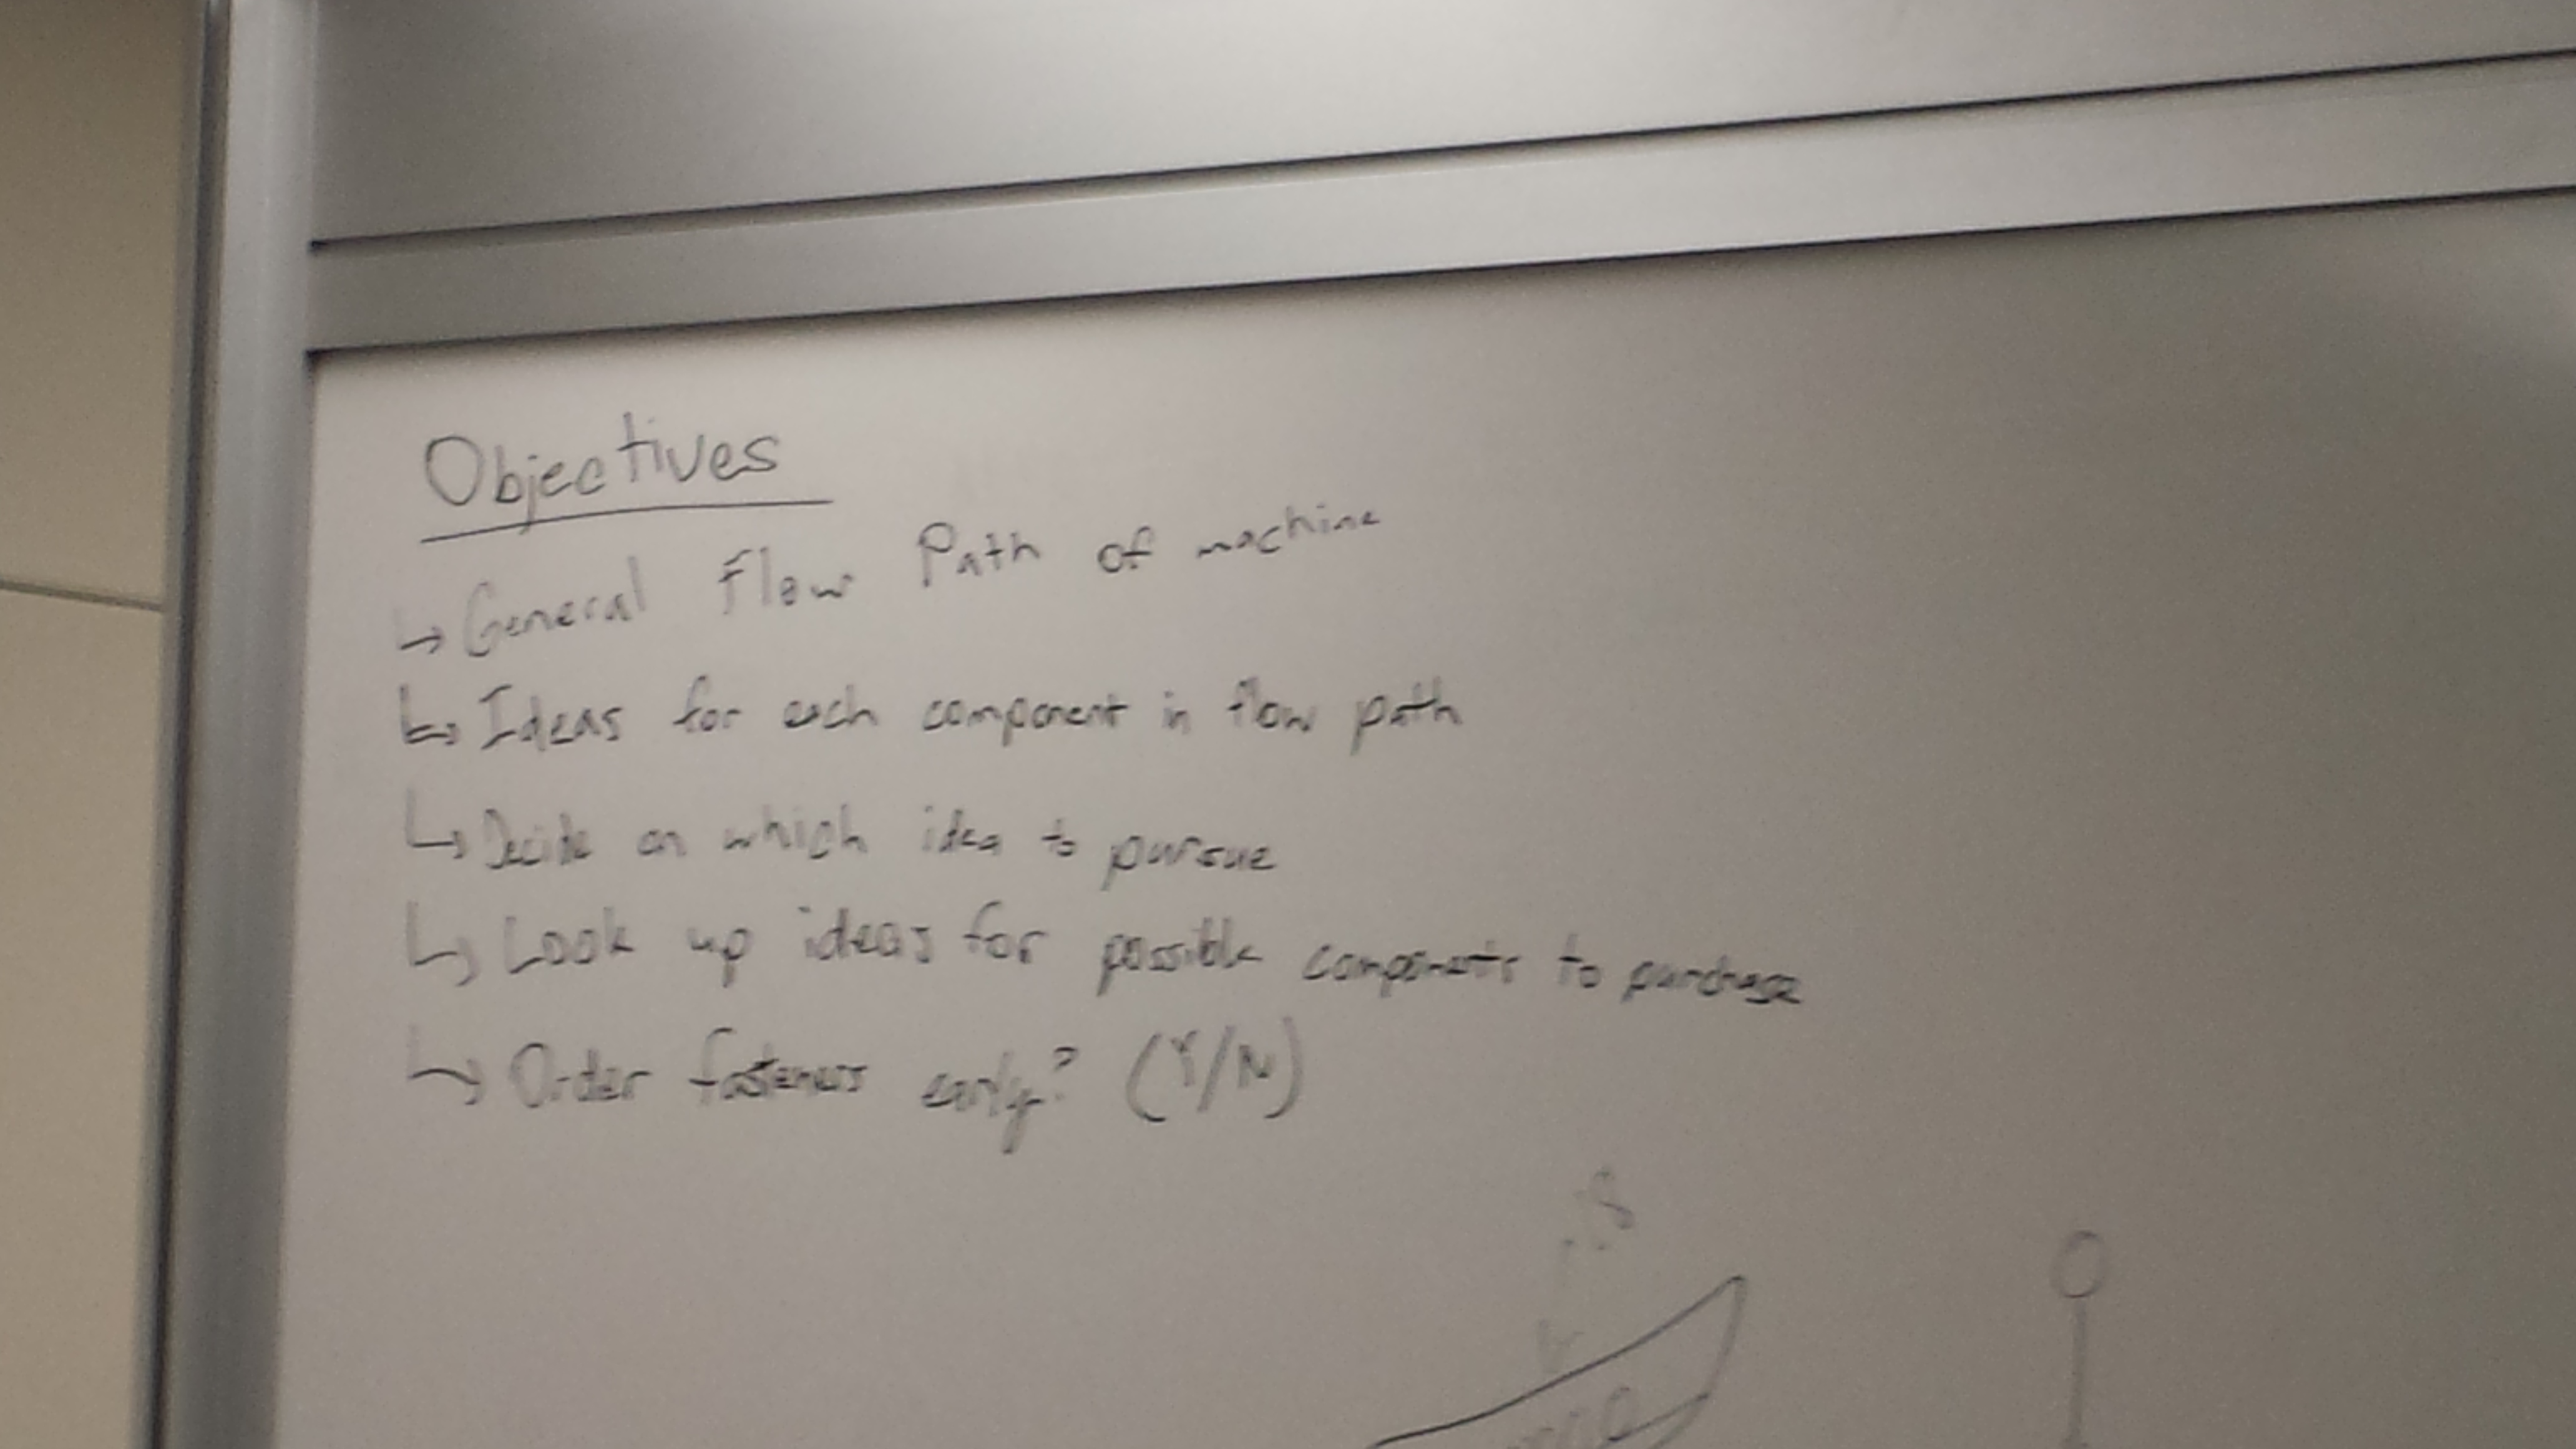 Objectives
→ General Flow Path of machine
↳ Ideas for each component in flow path
↳ Decide on which idea to pursue
↳ Look up ideas for possible components to purchase
↳ Order fasteners early? (Y/N)